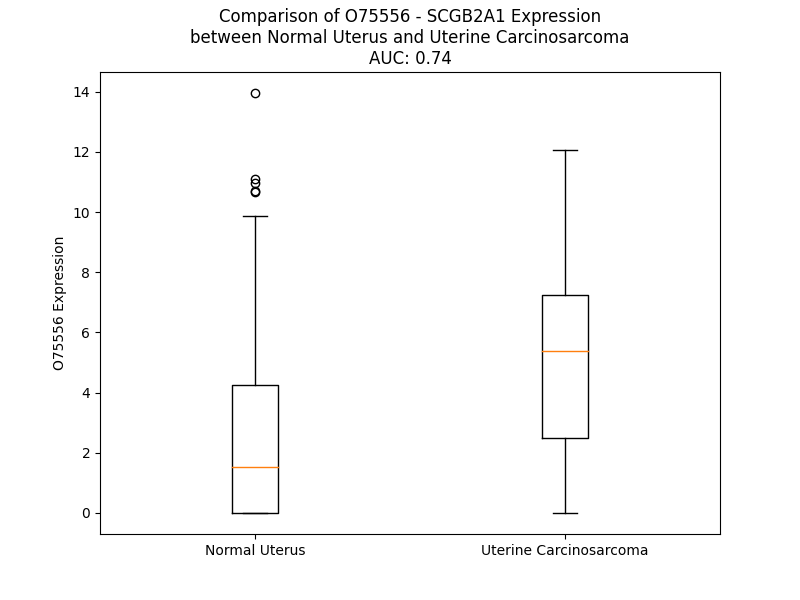 Comparison of O75556 - SCGB2A1 Expression
between Normal Uterus and Uterine Carcinosarcoma
AUC: 0.74
O75556 Expression
14
12
10
8
6
4
2
0
Normal Uterus
Uterine Carcinosarcoma